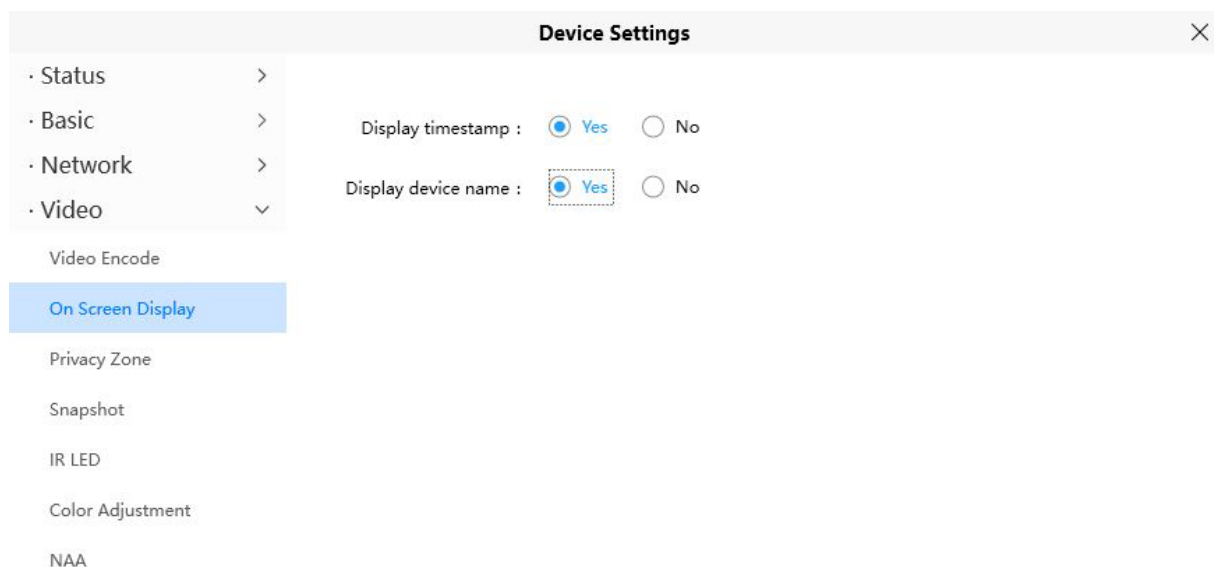 Device Settings
· Status
· Basic
· Network
· Video
Video Encode
On Screen Display
Privacy Zone
Snapshot
IR LED
Color Adjustment
NAA
Display timestamp : Yes No
Display device name : Yes No